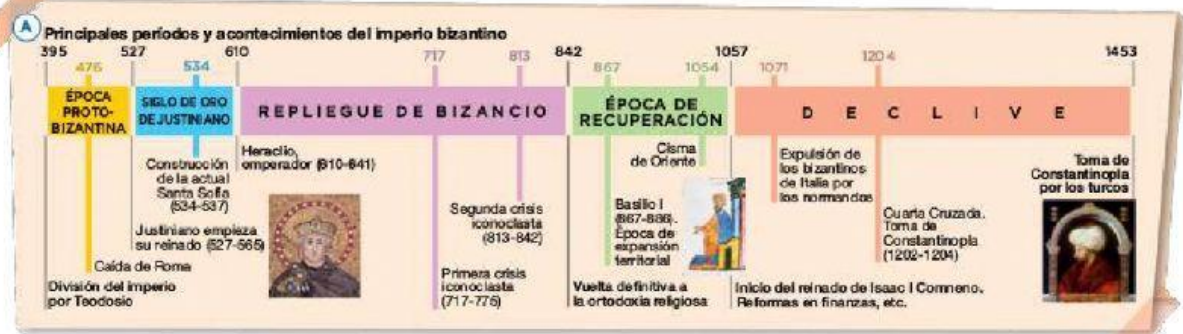 A
Principales períodos y acontecimientos del imperio bizantino
395 527 610 717 813 842 1057 1204 1453
476 534 867 1054 1071
ÉPOCA
PROTO-
BIZANTINA
SIGLO DE ORO
DE JUSTINIANO
REPLIEGUE DE BIZANCIO
ÉPOCA DE
RECUPERACIÓN
DECLIVE
Construcción
de la actual
Santa Sofía
(534-537)
Justiniano empieza
su reinado (527-565)
Caída de Roma
División del imperio
por Teodosio
Heraclio,
emperador (610-641)
Segunda crisis
iconoclasta
(813-842)
Primera crisis
iconoclasta
(717-775)
Cisma
de Oriente
Basilio I
(867-886).
Época de
expansión
territorial
Vuelta definitiva a
la ortodoxia religiosa
Expulsión de
los bizantinos
de Italia por
los normandos
Cuarta Cruzada.
Toma de
Constantinopla
(1202-1204)
Inicio del reinado de Isaac I Comneno.
Reformas en finanzas, etc.
Toma de
Constantinopla
por los turcos